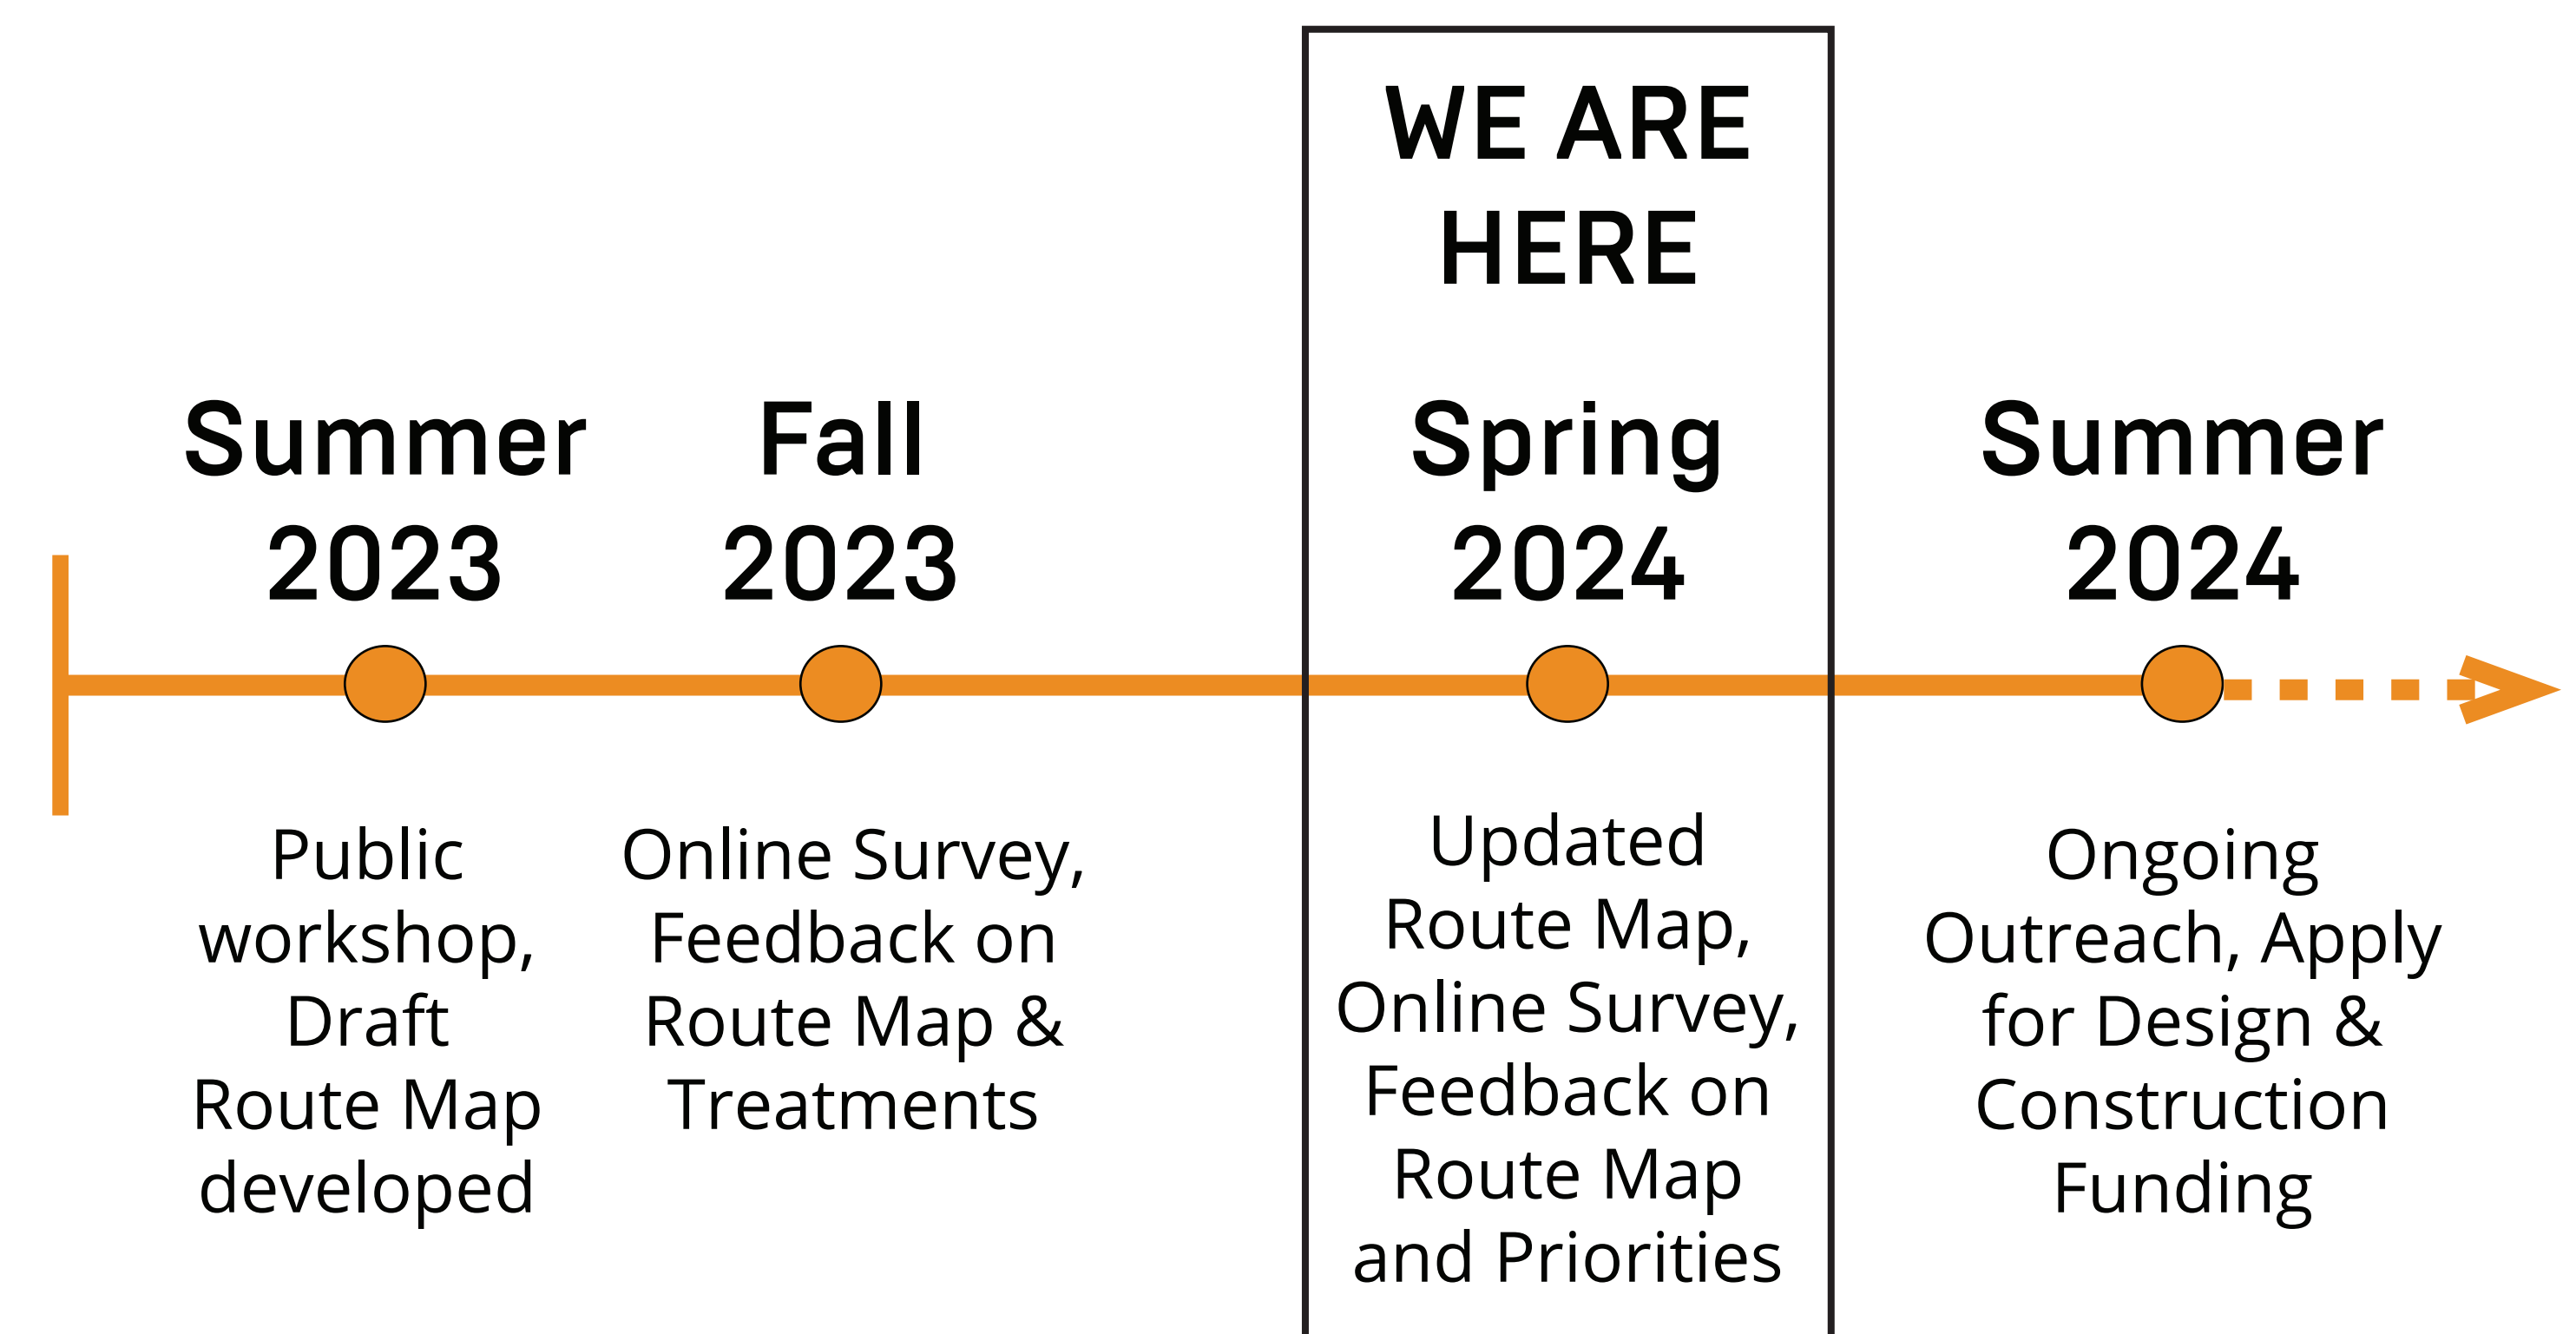 WE ARE
HERE
Summer
2023
Fall
2023
Spring
2024
Summer
2024
Public
workshop,
Draft
Route Map
developed
Online Survey,
Feedback on
Route Map &
Treatments
Updated
Route Map,
Online Survey,
Feedback on
Route Map
and Priorities
Ongoing
Outreach, Apply
for Design &
Construction
Funding